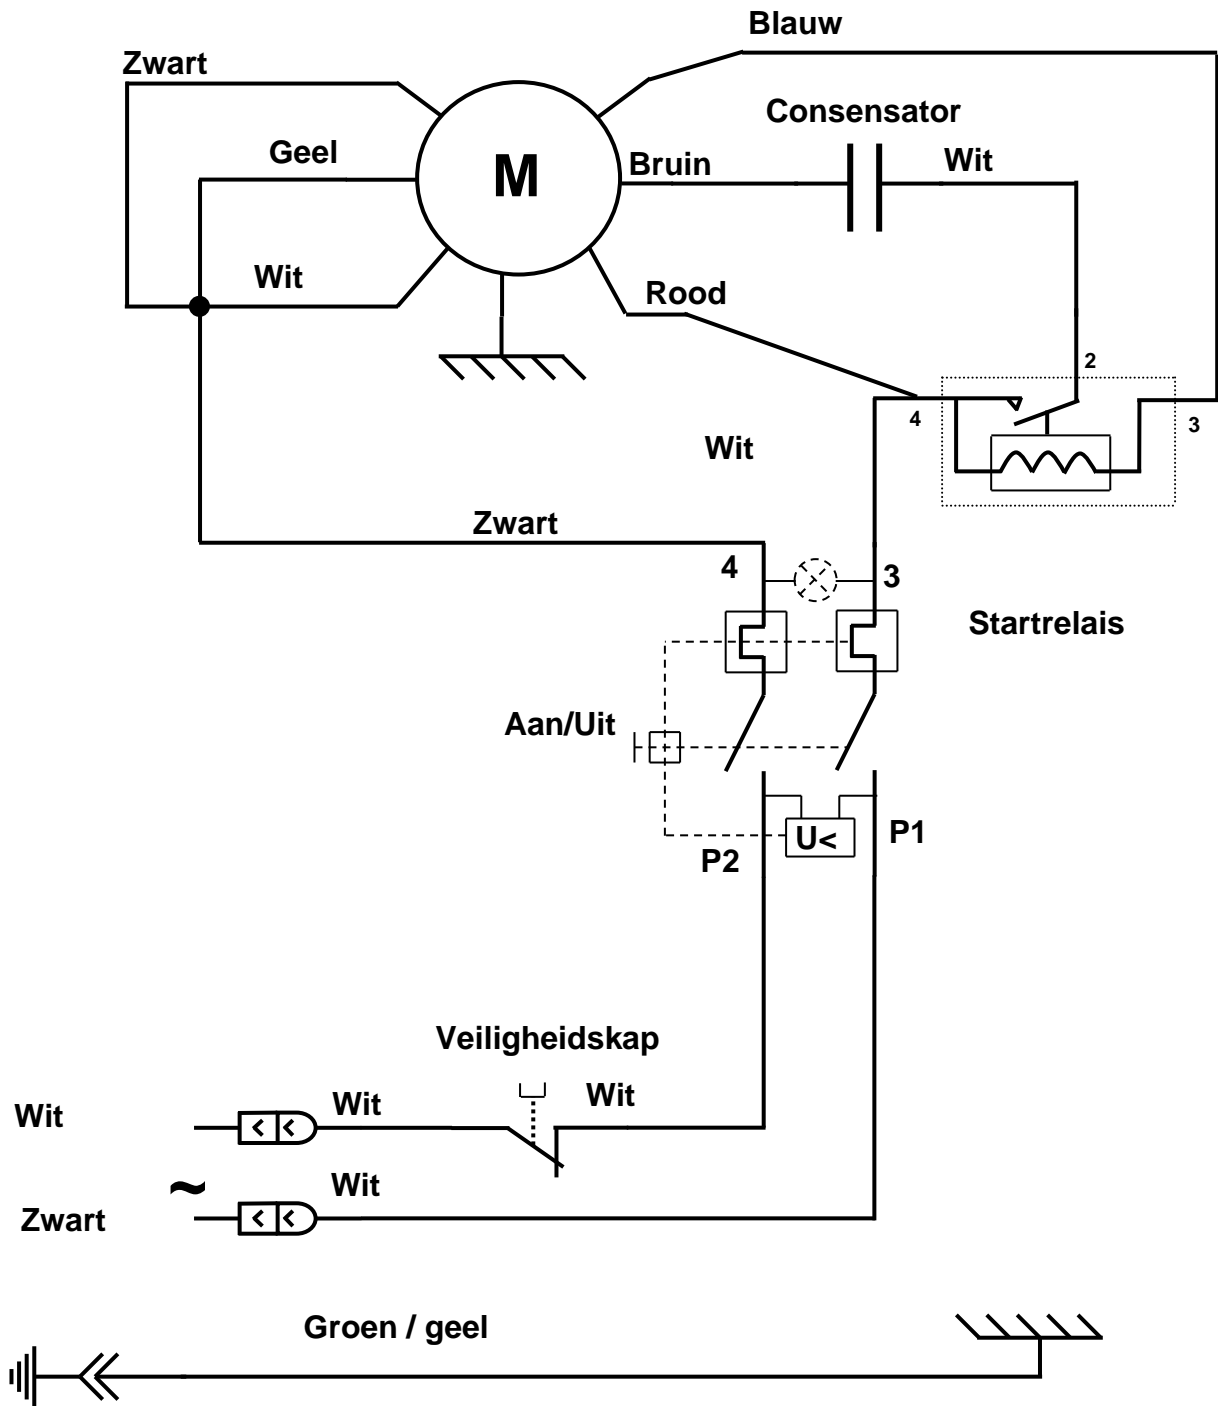 Blauw
Zwart
Consensator
Geel
M
Bruin
Wit
Wit
Rood
2
4
3
Wit
Zwart
4
3
Startrelais
Aan/Uit
U<
P1
P2
Veiligheidskap
Wit
Wit
Wit
~
Wit
Zwart
Groen / geel